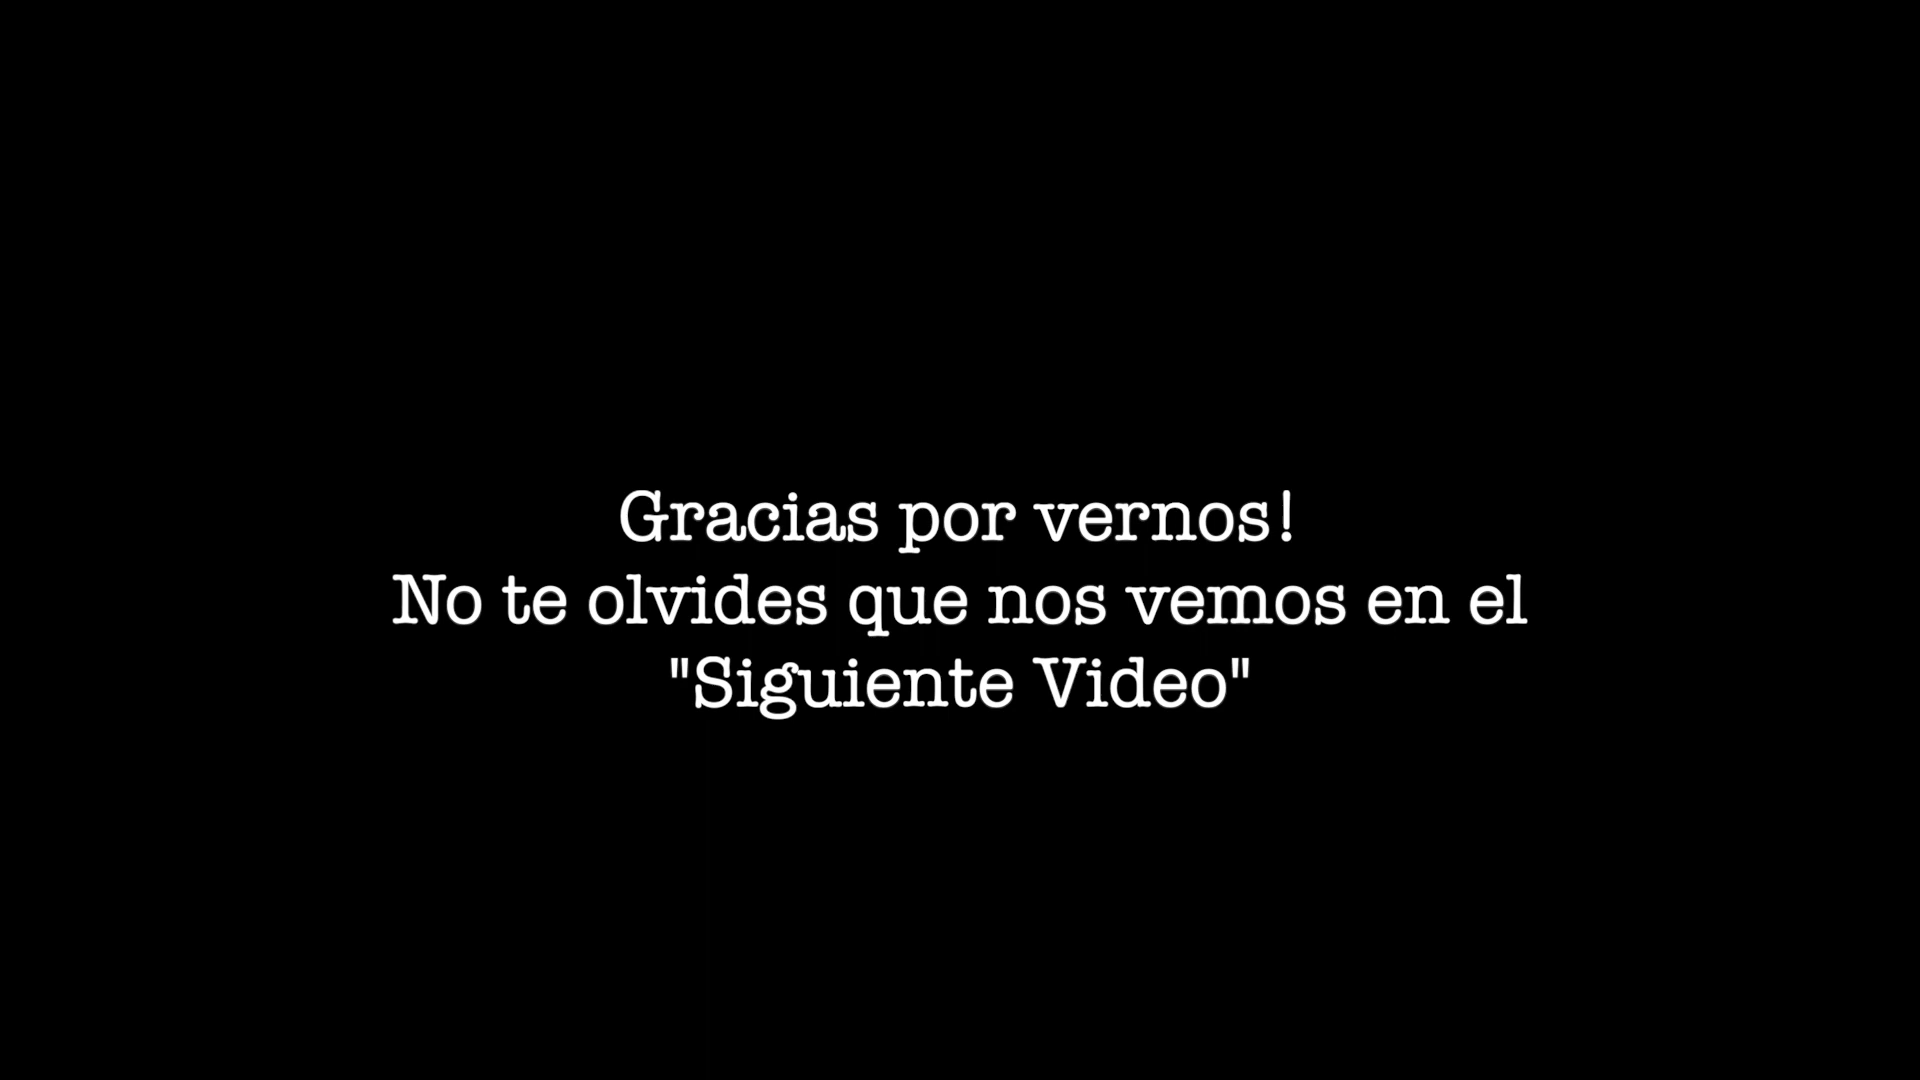 Gracias por vernos!
No te olvides que nos vemos en el
"Siguiente Video"